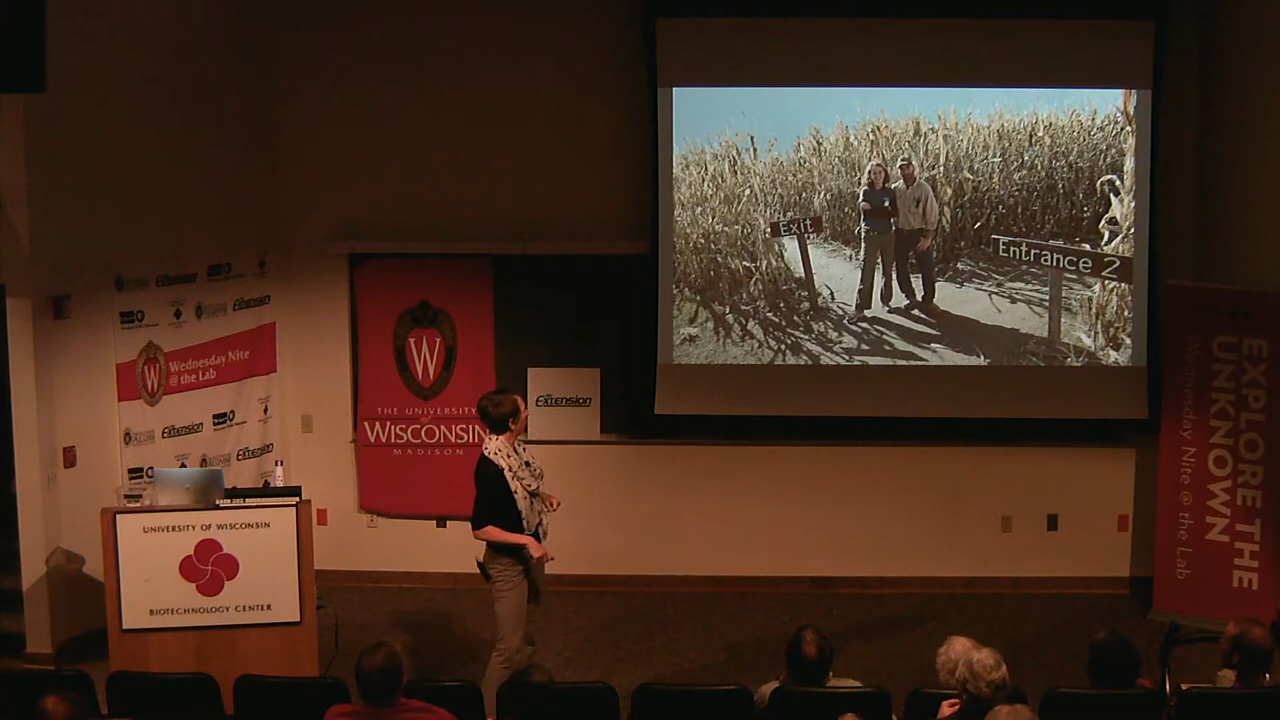 Exit
Entrance 2
Wednesday Nite
@ the Lab
Extension
Extension
Extension
Extension
W
THE UNIVERSITY
of
WISCONSIN
MADISON
Extension
UNIVERSITY OF WISCONSIN
BIOTECHNOLOGY CENTER
EXPLORE THE
UNKNOWN
Wednesday Nite @ the Lab